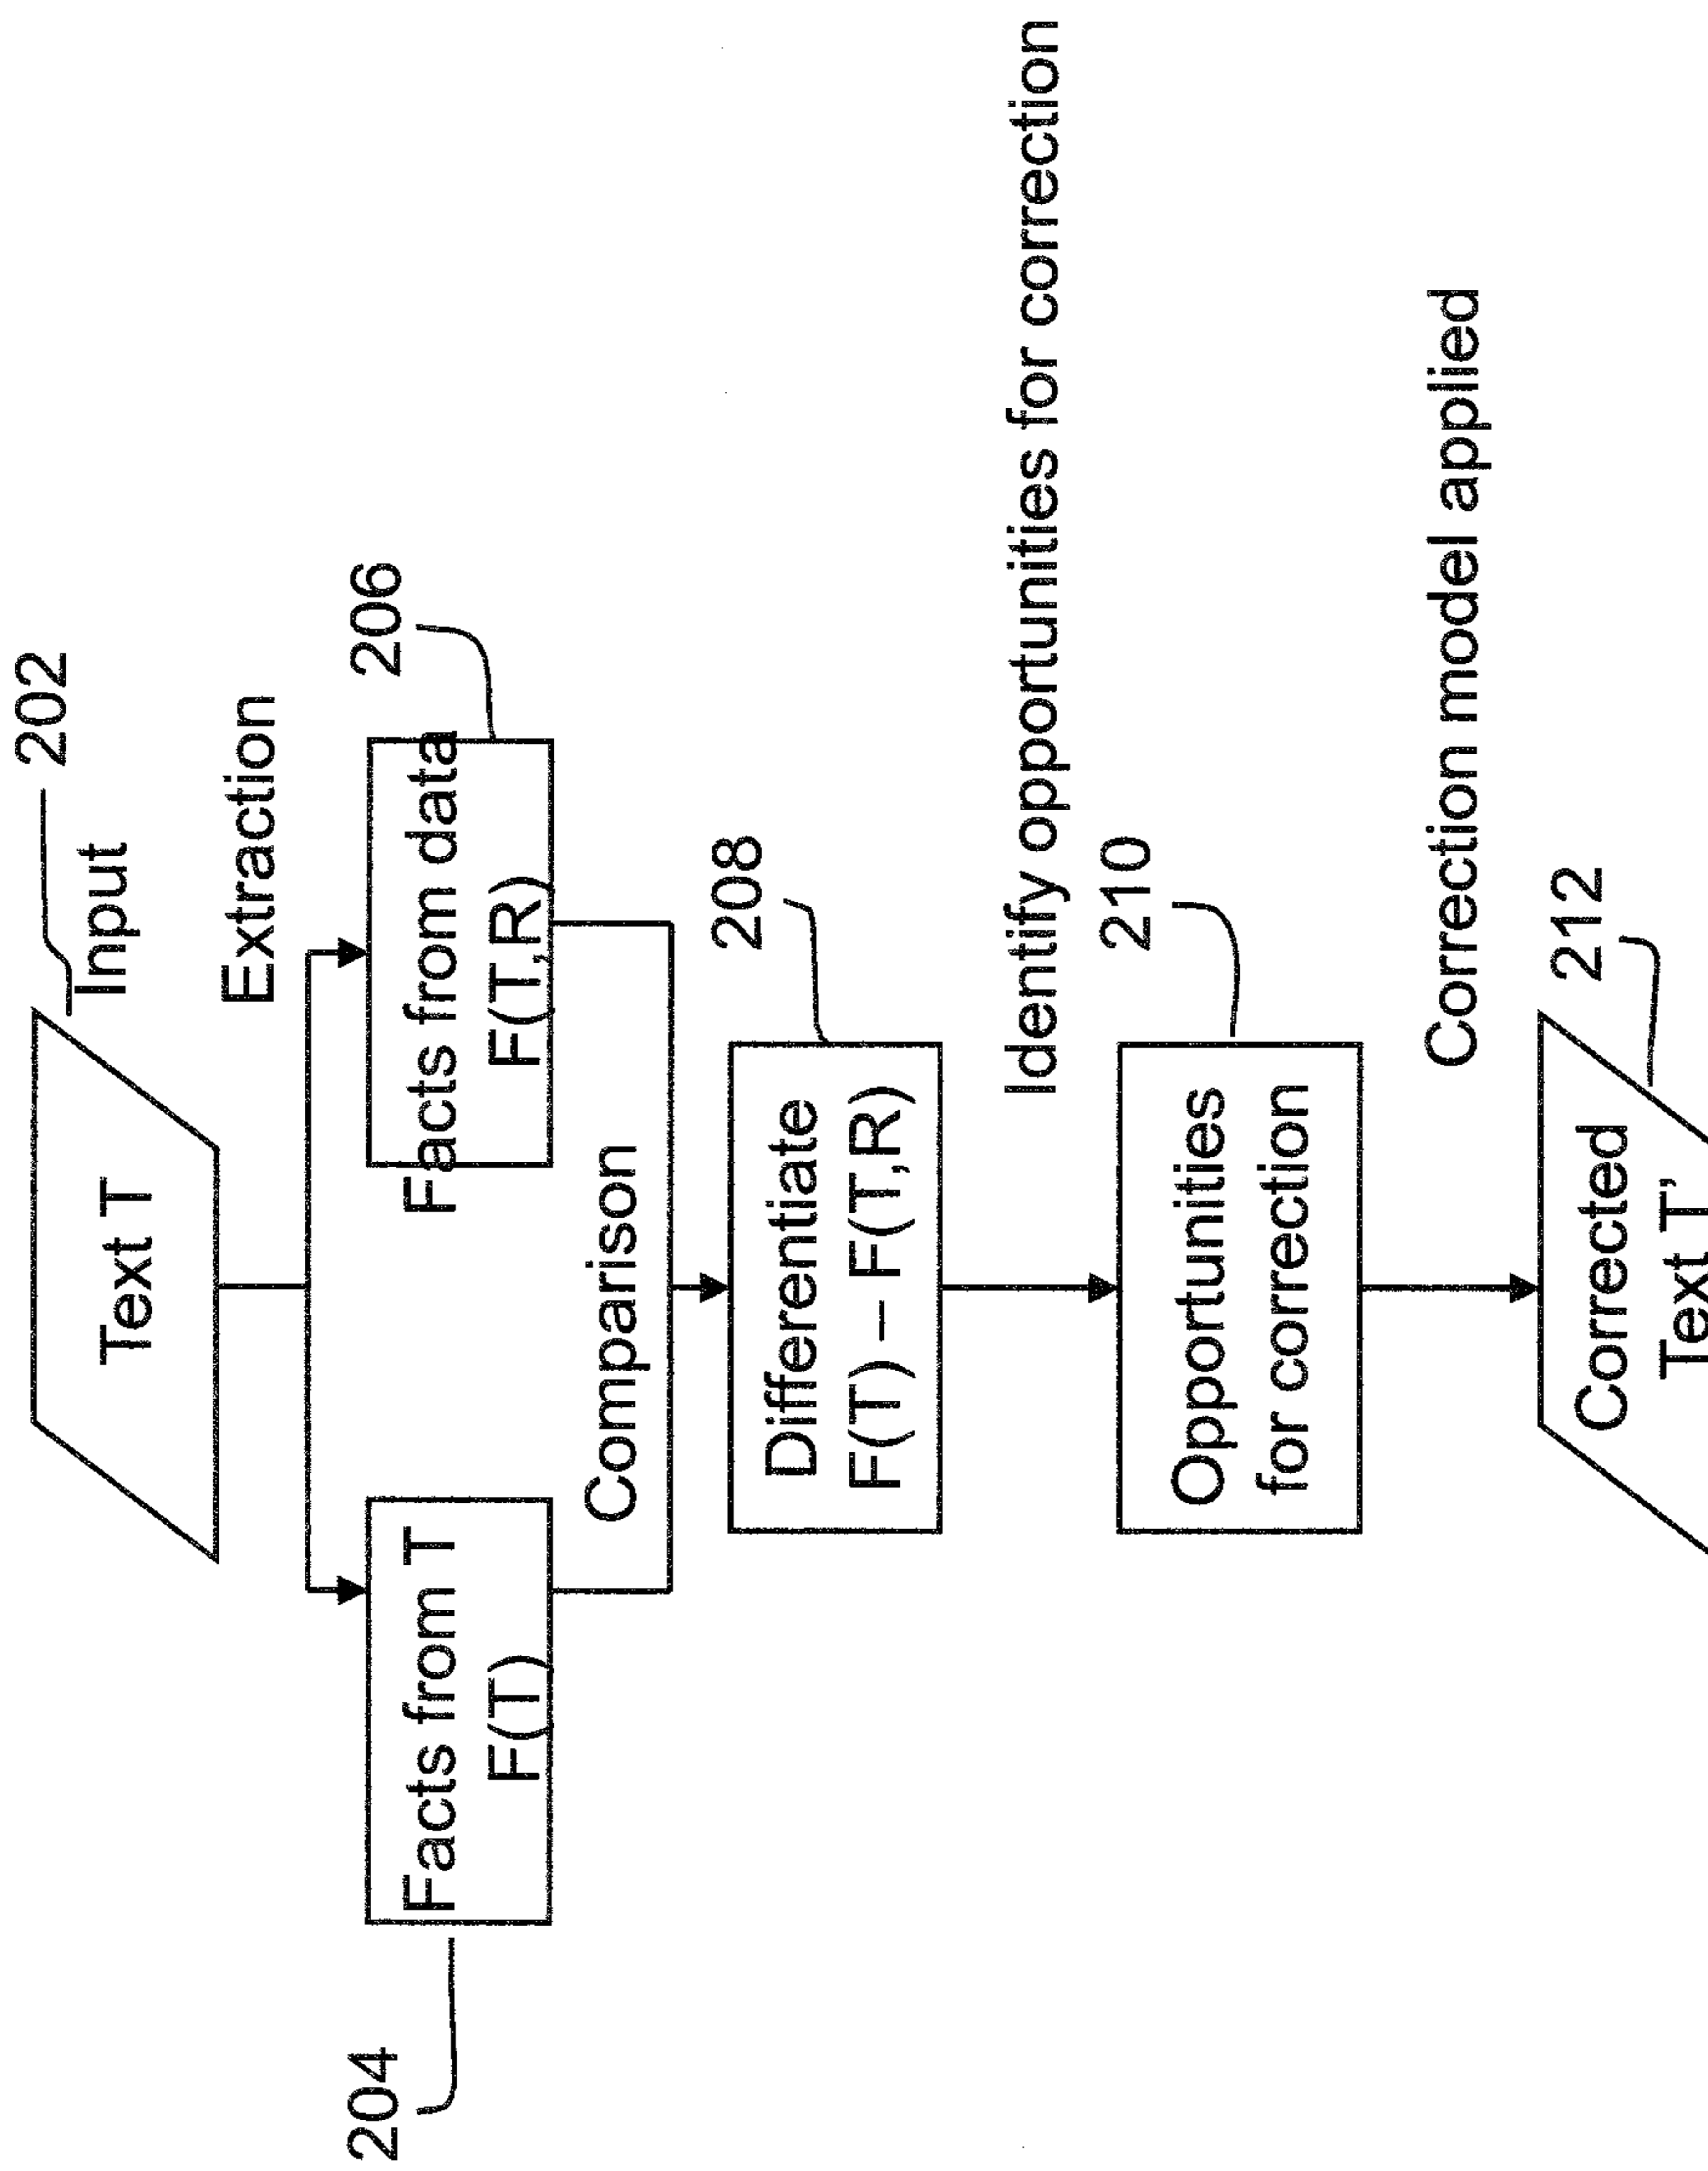 202
Text T
Input
Extraction
204
Facts from T
F(T)
206
Facts from data
F(T,R)
Comparison
208
Differentiate
F(T) – F(T,R)
Identify opportunities for correction
210
Opportunities
for correction
Correction model applied
212
Corrected
Text T’